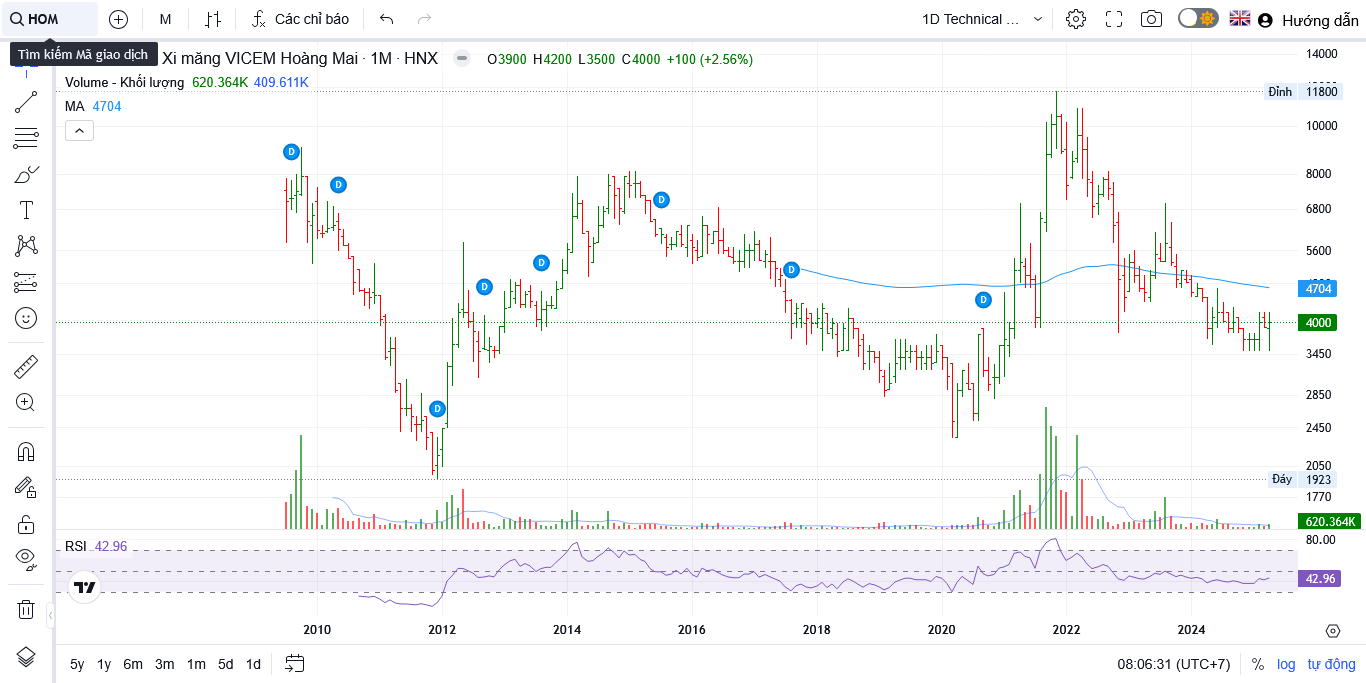 HOM
M
Các chỉ báo
1D Technical ...
Hướng dẫn
Tìm kiếm Mã giao dịch
Xi măng VICEM Hoàng Mai · 1M · HNX
O3900 H4200 L3500 C4000 +100 (+2.56%)
Volume - Khối lượng 620.364K 409.611K
MA 4704
14000
Đỉnh 11800
10000
8000
6800
5600
4704
4000
3450
2850
2450
2050
Đáy 1923
1770
620.364K
D
D
D
D
D
D
D
D
RSI 42.96
80.00
42.96
40.00
2010 2012 2014 2016 2018 2020 2022 2024
5y 1y 6m 3m 1m 5d 1d
08:06:31 (UTC+7) % log tự động